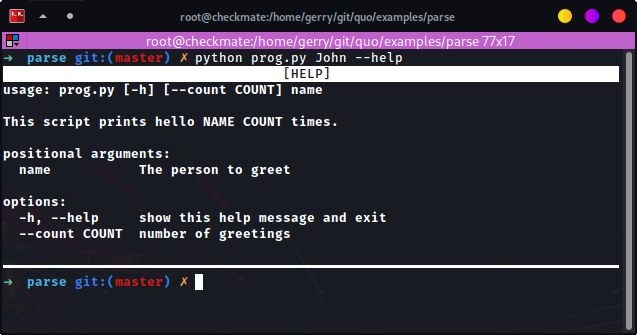 root@checkmate:/home/gerry/git/quo/examples/parse
root@checkmate:/home/gerry/git/quo/examples/parse 77x17
➜  parse git:(master) ✗ python prog.py John --help
[HELP]
usage: prog.py [-h] [--count COUNT] name
This script prints hello NAME COUNT times.
positional arguments:
  name           The person to greet
options:
  -h, --help     show this help message and exit
  --count COUNT  number of greetings
➜  parse git:(master) ✗